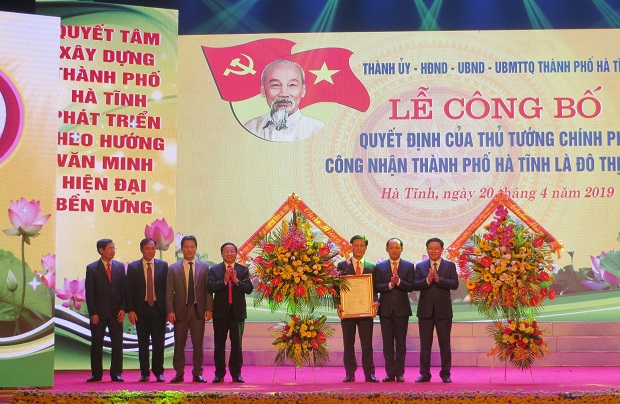 QUYẾT TÂM
XÂY DỰNG
THÀNH PHỐ
HÀ TĨNH
PHÁT TRIỂN
THEO HƯỚNG
VĂN MINH
HIỆN ĐẠI
BỀN VỮNG
THÀNH ỦY - HĐND - UBND - UBMTTQ THÀNH PHỐ HÀ
LỄ CÔNG BỐ
QUYẾT ĐỊNH CỦA THỦ TƯỚNG CHÍNH
CÔNG NHẬN THÀNH PHỐ HÀ TĨNH LÀ ĐÔ THỊ
Hà Tĩnh, ngày 20 tháng 4 năm 2019